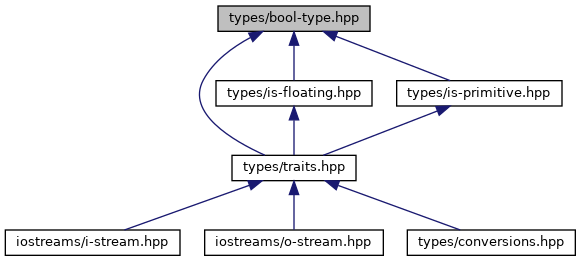 types/bool-type.hpp
types/is-floating.hpp
types/is-primitive.hpp
types/traits.hpp
iostreams/i-stream.hpp
iostreams/o-stream.hpp
types/conversions.hpp